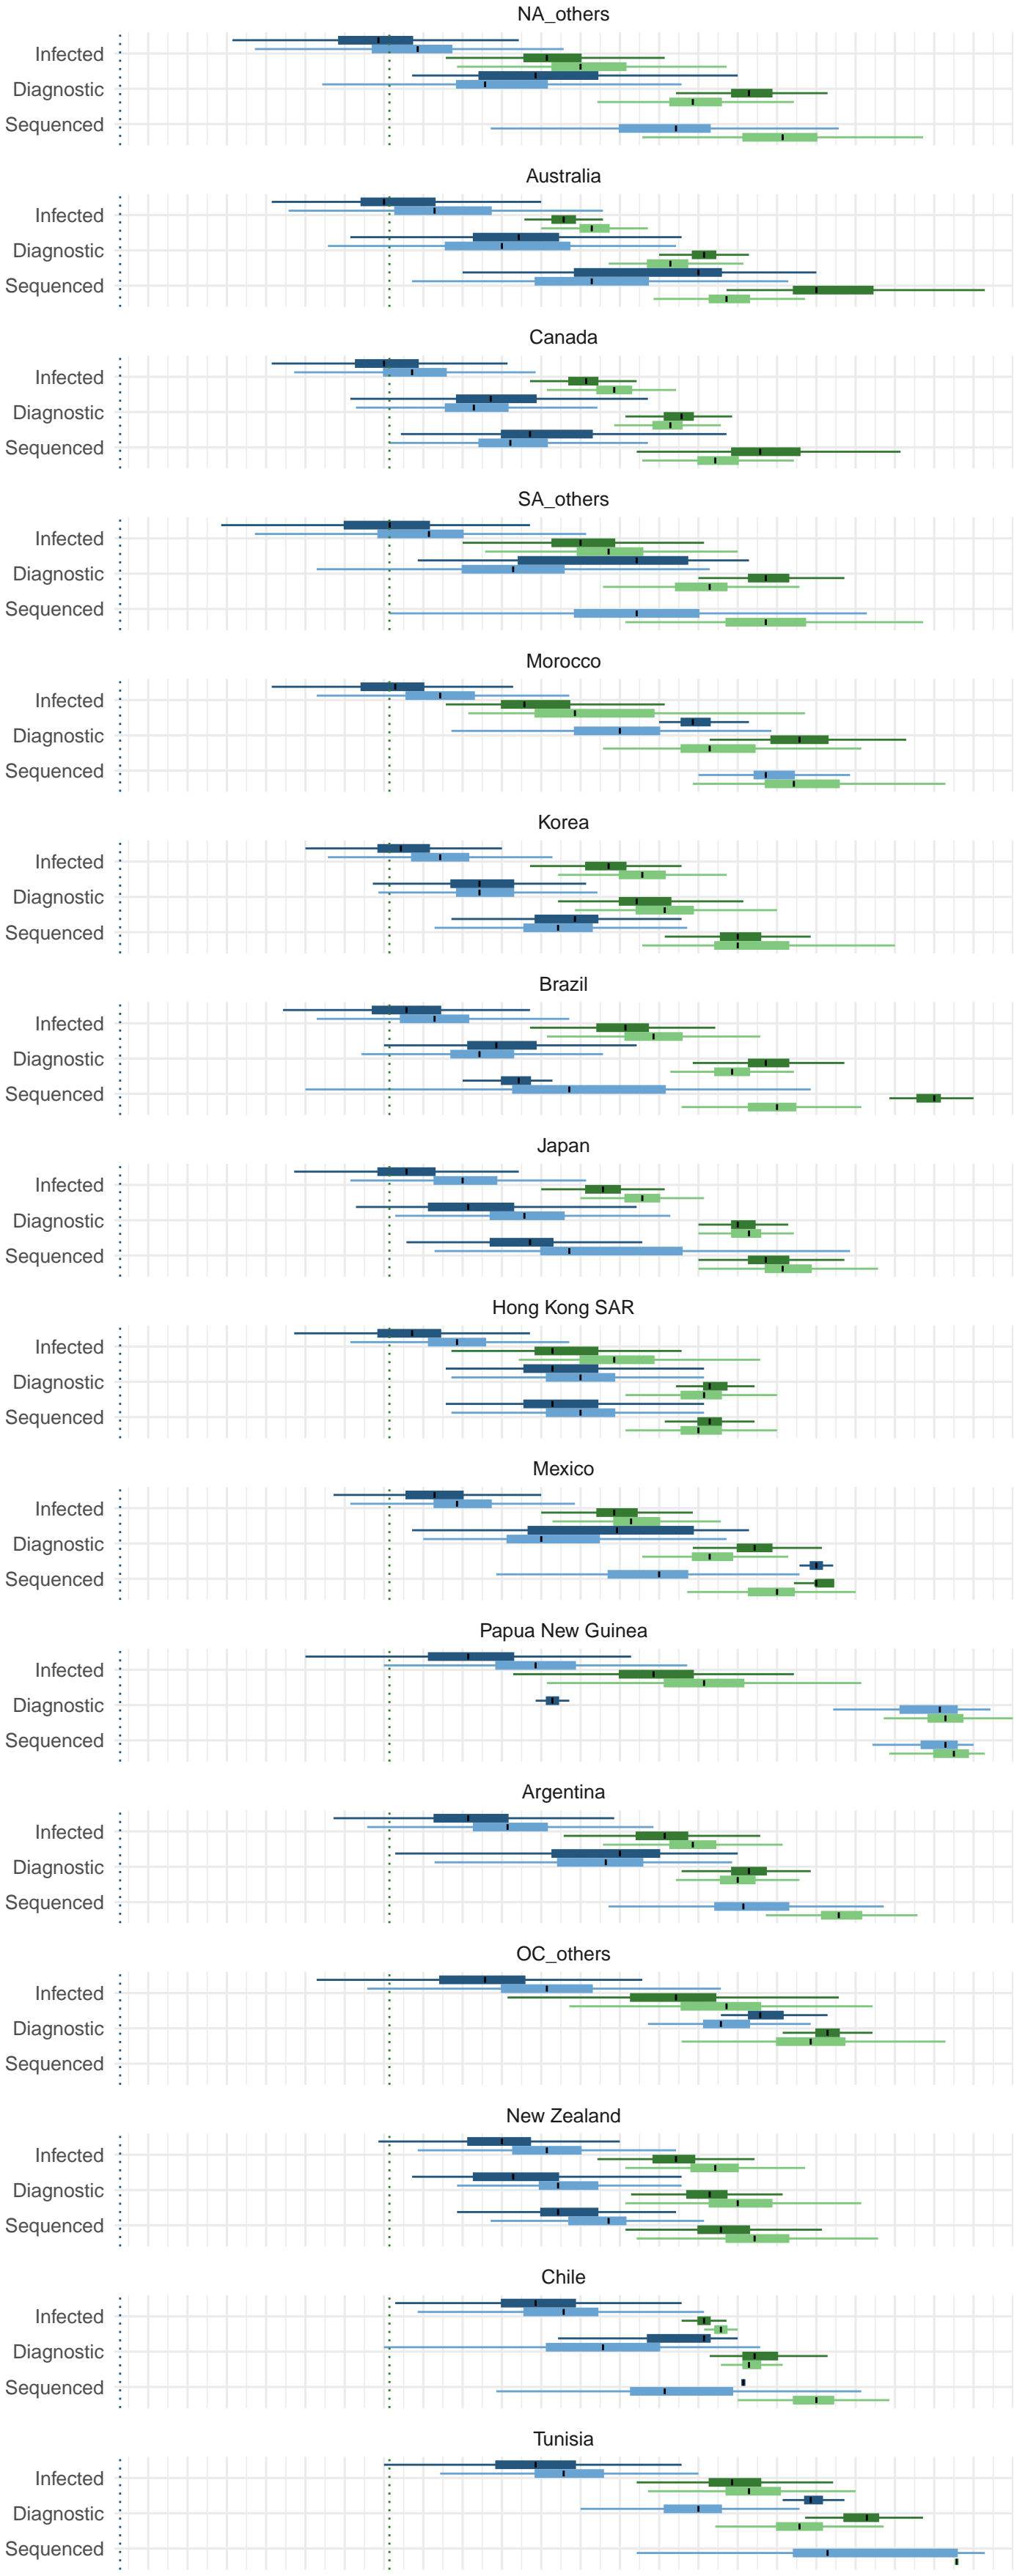 NA_others
Infected
Diagnostic
Sequenced
Australia
Infected
Diagnostic
Sequenced
Canada
Infected
Diagnostic
Sequenced
SA_others
Infected
Diagnostic
Sequenced
Morocco
Infected
Diagnostic
Sequenced
Korea
Infected
Diagnostic
Sequenced
Brazil
Infected
Diagnostic
Sequenced
Japan
Infected
Diagnostic
Sequenced
Hong Kong SAR
Infected
Diagnostic
Sequenced
Mexico
Infected
Diagnostic
Sequenced
Papua New Guinea
Infected
Diagnostic
Sequenced
Argentina
Infected
Diagnostic
Sequenced
OC_others
Infected
Diagnostic
Sequenced
New Zealand
Infected
Diagnostic
Sequenced
Chile
Infected
Diagnostic
Sequenced
Tunisia
Infected
Diagnostic
Sequenced